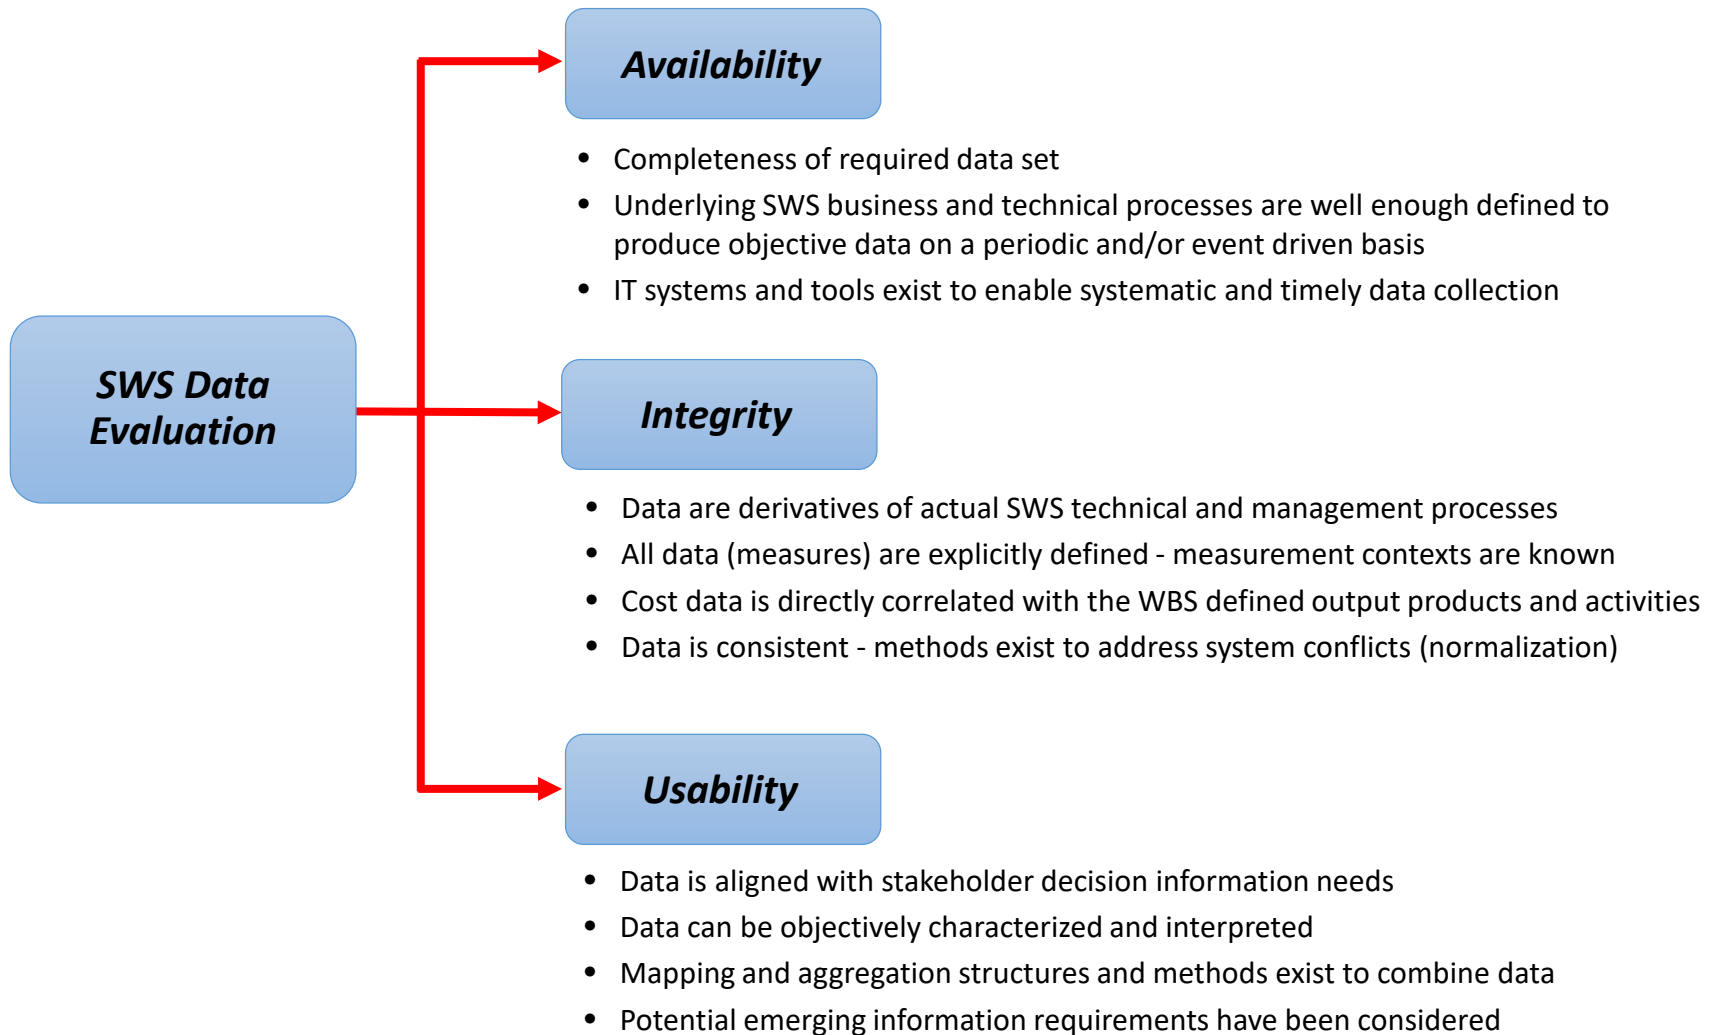 SWS Data
Evaluation
Availability
• Completeness of required data set
• Underlying SWS business and technical processes are well enough defined to
produce objective data on a periodic and/or event driven basis
• IT systems and tools exist to enable systematic and timely data collection
Integrity
• Data are derivatives of actual SWS technical and management processes
• All data (measures) are explicitly defined - measurement contexts are known
• Cost data is directly correlated with the WBS defined output products and activities
• Data is consistent - methods exist to address system conflicts (normalization)
Usability
• Data is aligned with stakeholder decision information needs
• Data can be objectively characterized and interpreted
• Mapping and aggregation structures and methods exist to combine data
• Potential emerging information requirements have been considered